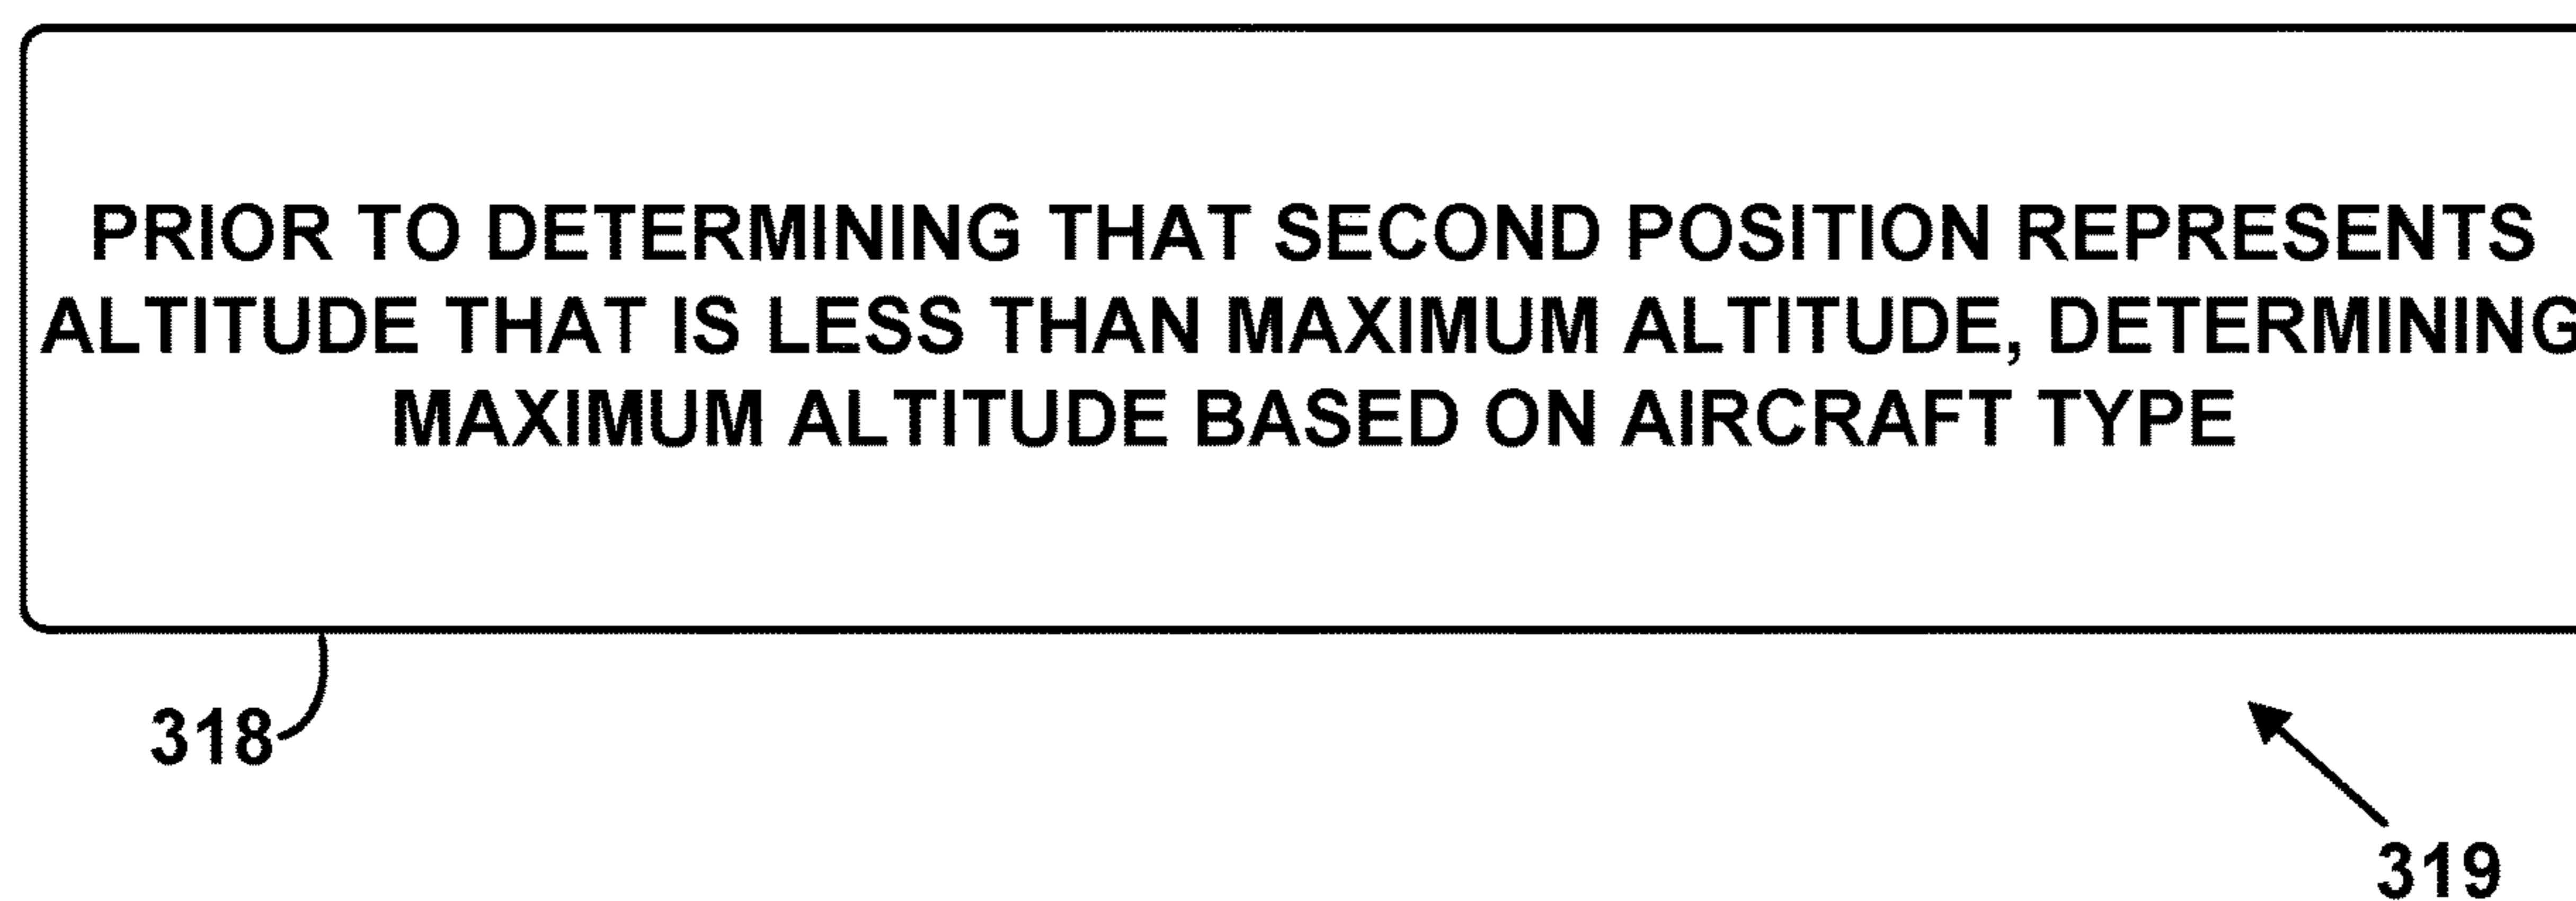 PRIOR TO DETERMINING THAT SECOND POSITION REPRESENTS
ALTITUDE THAT IS LESS THAN MAXIMUM ALTITUDE, DETERMINING
MAXIMUM ALTITUDE BASED ON AIRCRAFT TYPE
318
319